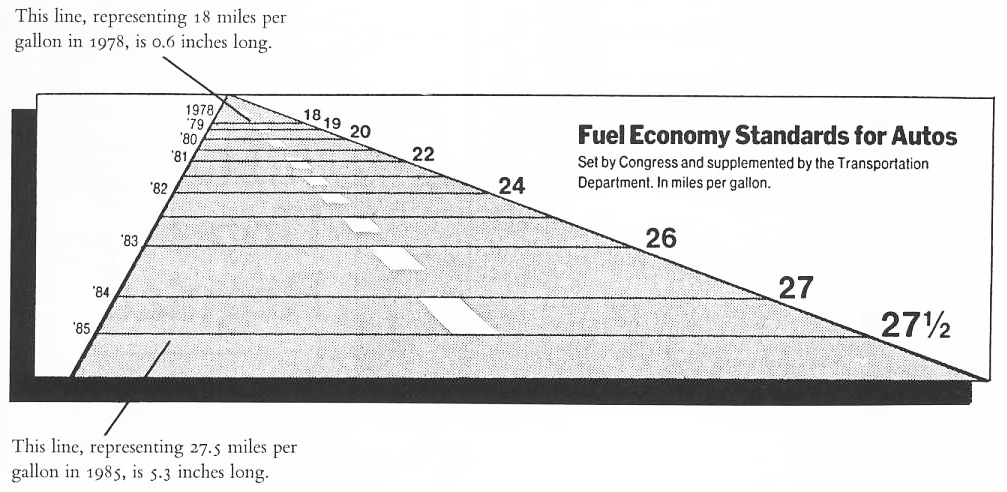 This line, representing 18 miles per
gallon in 1978, is 0.6 inches long.
1978
'79
'80
'81
'82
'83
'84
'85
18
19
20
22
24
26
27
27½
Fuel Economy Standards for Autos
Set by Congress and supplemented by the Transportation
Department. In miles per gallon.
This line, representing 27.5 miles per
gallon in 1985, is 5.3 inches long.